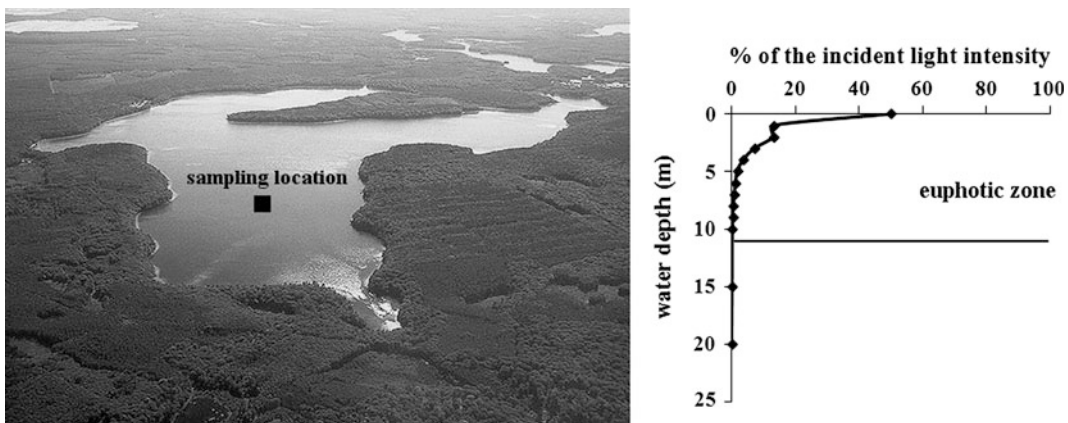 sampling location
% of the incident light intensity
0 20 40 60 80 100
0
5
10
15
20
25
water depth (m)
euphotic zone